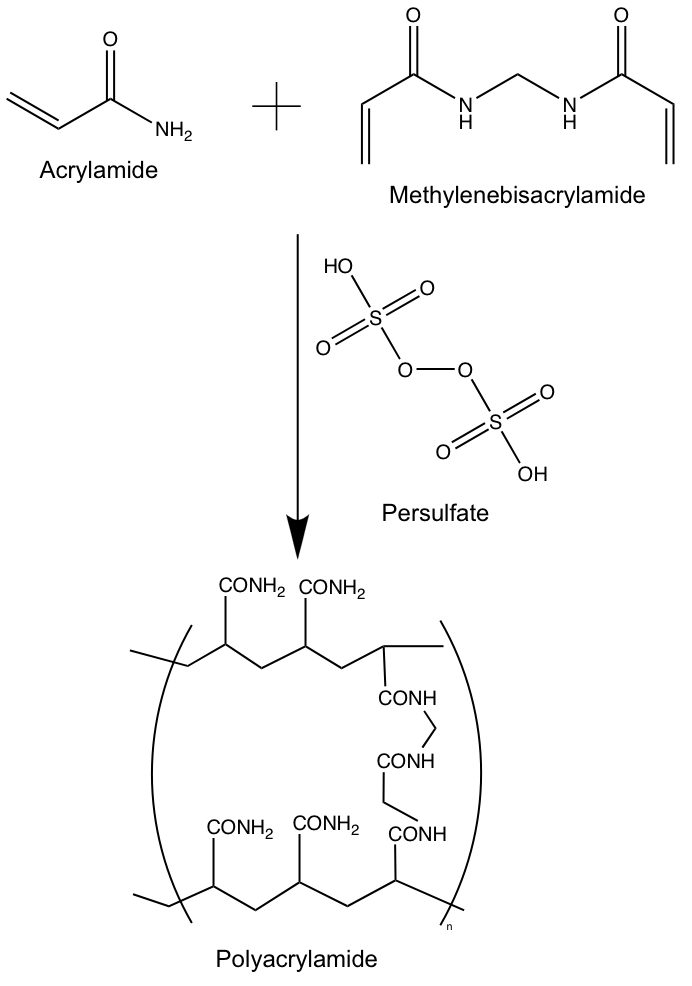 O
NH2
Acrylamide
+
O
N
H
N
H
O
Methylenebisacrylamide
HO
S
O
O
O
O
S
O
O
OH
Persulfate
CONH2 CONH2
CONH
CONH
CONH2 CONH2 CONH
n
Polyacrylamide